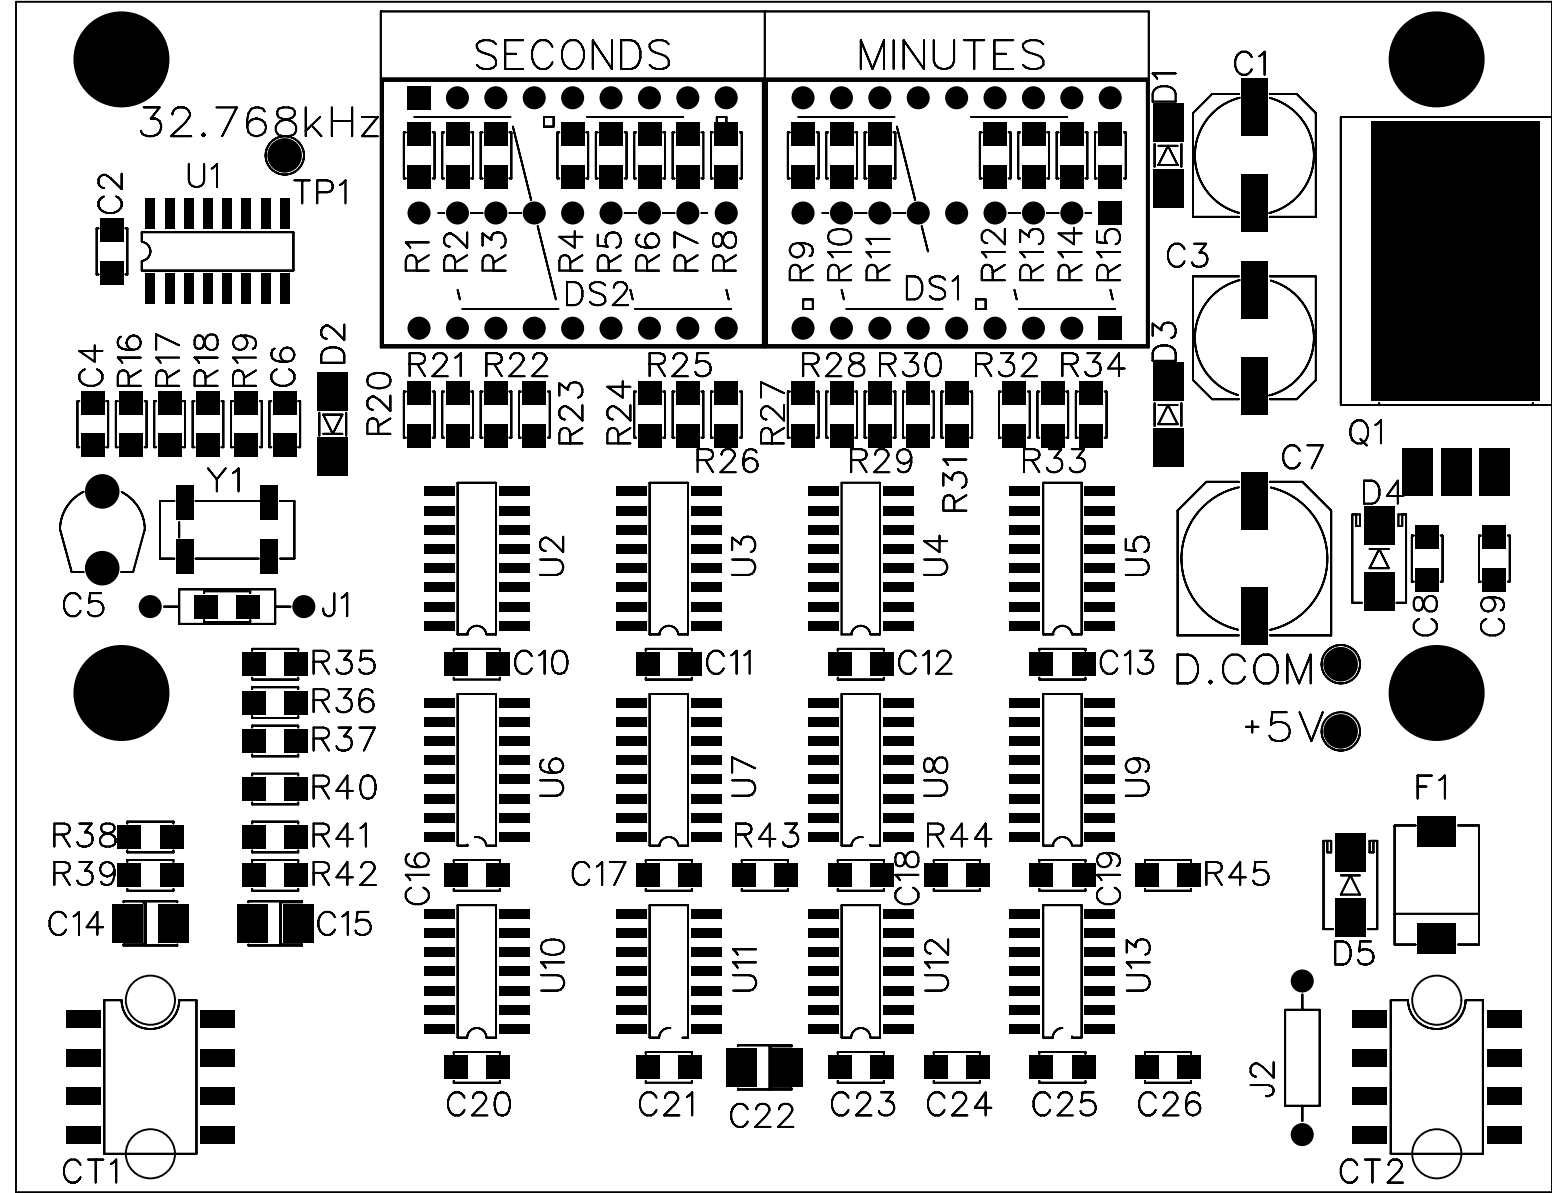 SECONDS MINUTES
C1
D1
32.768kHz
U1
TP1
C2
R1 R2 R3 R4 R5 R6 R7 R8 R9 R10 R11 R12 R13 R14 R15
C3
DS2 DS1
C4 R16 R17 R18 R19 C6 D2
D3
R21 R22 R25 R28 R30 R32 R34
R20 R23 R24 R27
Q1
R26 R29 R31 R33
C7
Y1
D4
U2 U3 U4 U5
C5 J1
C8 C9
R35 C10 C11 C12 C13 D.COM
R36
+5V
R37
U6 U7 U8 U9
R40
F1
R38 R41 R43 R44
R39 R42 C16 C17 C18 C19 R45
C14 C15
D5
U10 U11 U12 U13
J2
C20 C21 C22 C23 C24 C25 C26
CT1 CT2